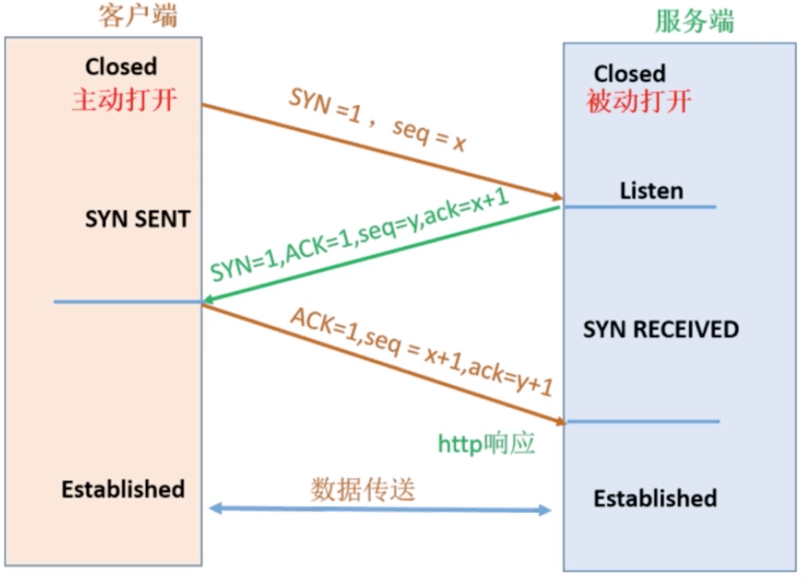 客户端
服务端
Closed
主动打开
Closed
被动打开
SYN =1 ，seq = x
Listen
SYN SENT
SYN=1,ACK=1,seq=y,ack=x+1
ACK=1,seq = x+1,ack=y+1
SYN RECEIVED
http响应
Established
数据传送
Established